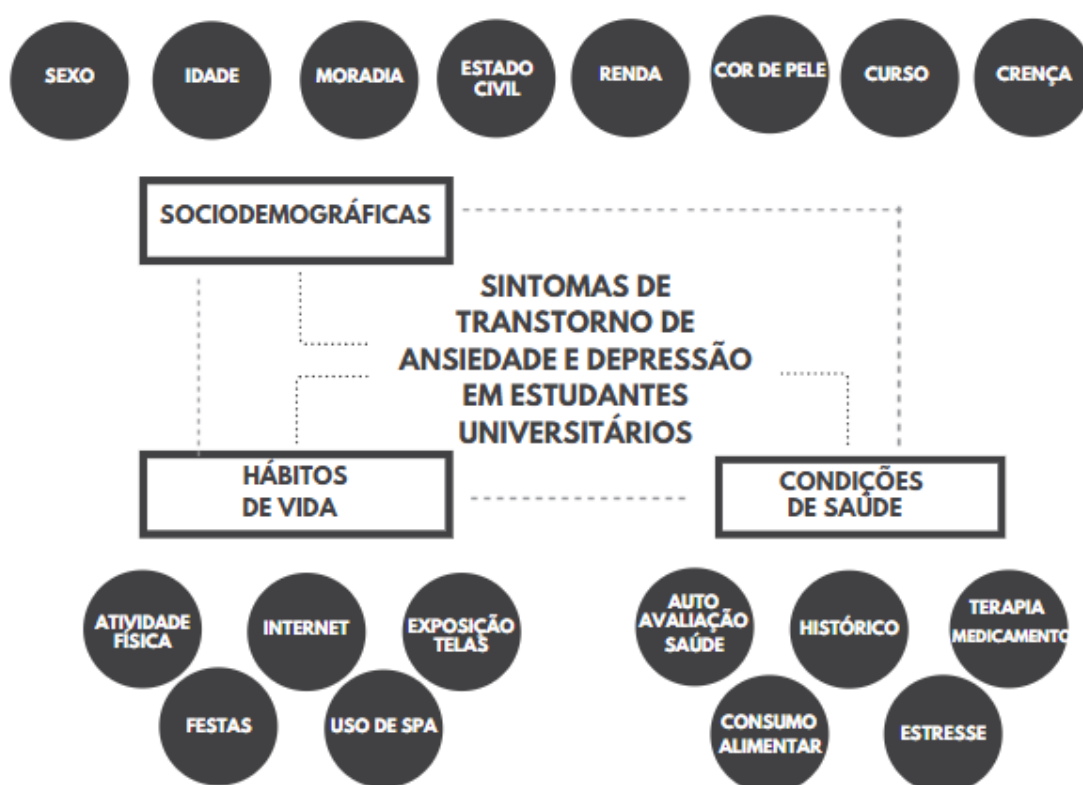 SEXO
IDADE
MORADIA
ESTADO
CIVIL
RENDA
COR DE PELE
CURSO
CRENÇA
SOCIODEMOGRÁFICAS
SINTOMAS DE
TRANSTORNO DE
ANSIEDADE E DEPRESSÃO
EM ESTUDANTES
UNIVERSITÁRIOS
HÁBITOS
DE VIDA
CONDIÇÕES
DE SAÚDE
ATIVIDADE
FÍSICA
INTERNET
EXPOSIÇÃO
TELAS
FESTAS
USO DE SPA
AUTO
AVALIAÇÃO
SAÚDE
HISTÓRICO
TERAPIA
MEDICAMENTO
CONSUMO
ALIMENTAR
ESTRESSE